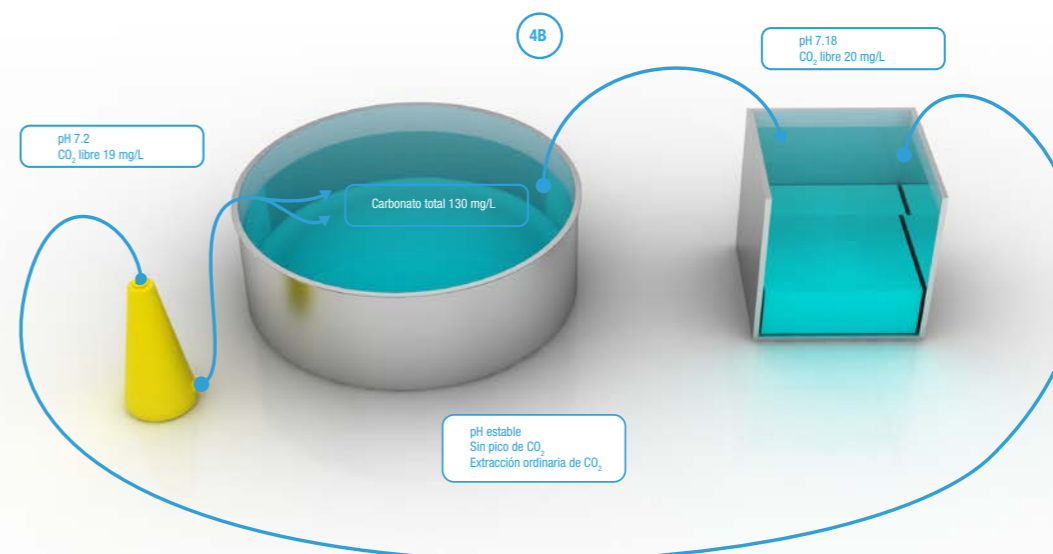 4B
pH 7.18
CO₂ libre 20 mg/L
pH 7.2
CO₂ libre 19 mg/L
Carbonato total 130 mg/L
pH estable
Sin pico de CO₂
Extracción ordinaria de CO₂